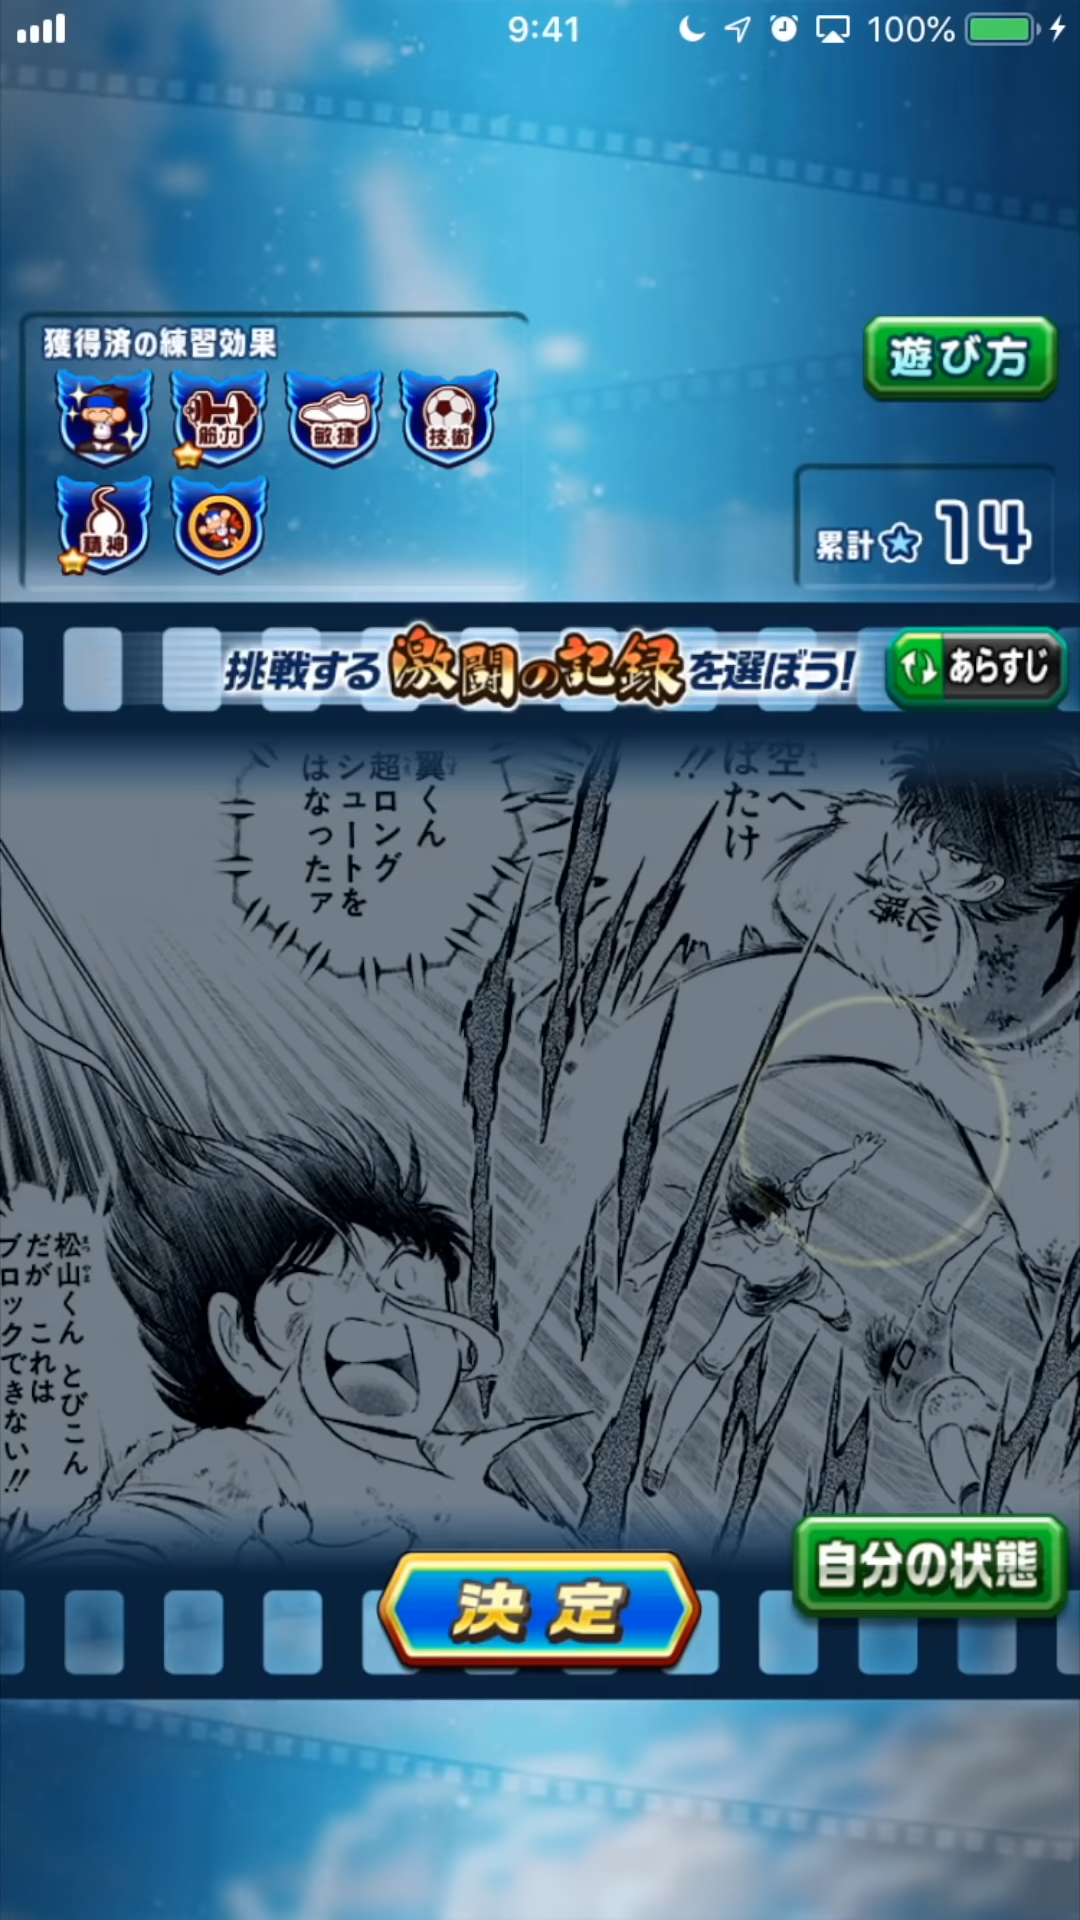 9:41
100%
獲得済の練習効果
遊び方
筋力
敏捷
技術
精神
累計 14
挑戦する激闘の記録を選ぼう!
あらすじ
空へ
はたけ
!!
翼くん
超ロング
シュートを
はなったァ
必勝
松山くん とびこん
だが これは
ブロックできない!!
自分の状態
決定